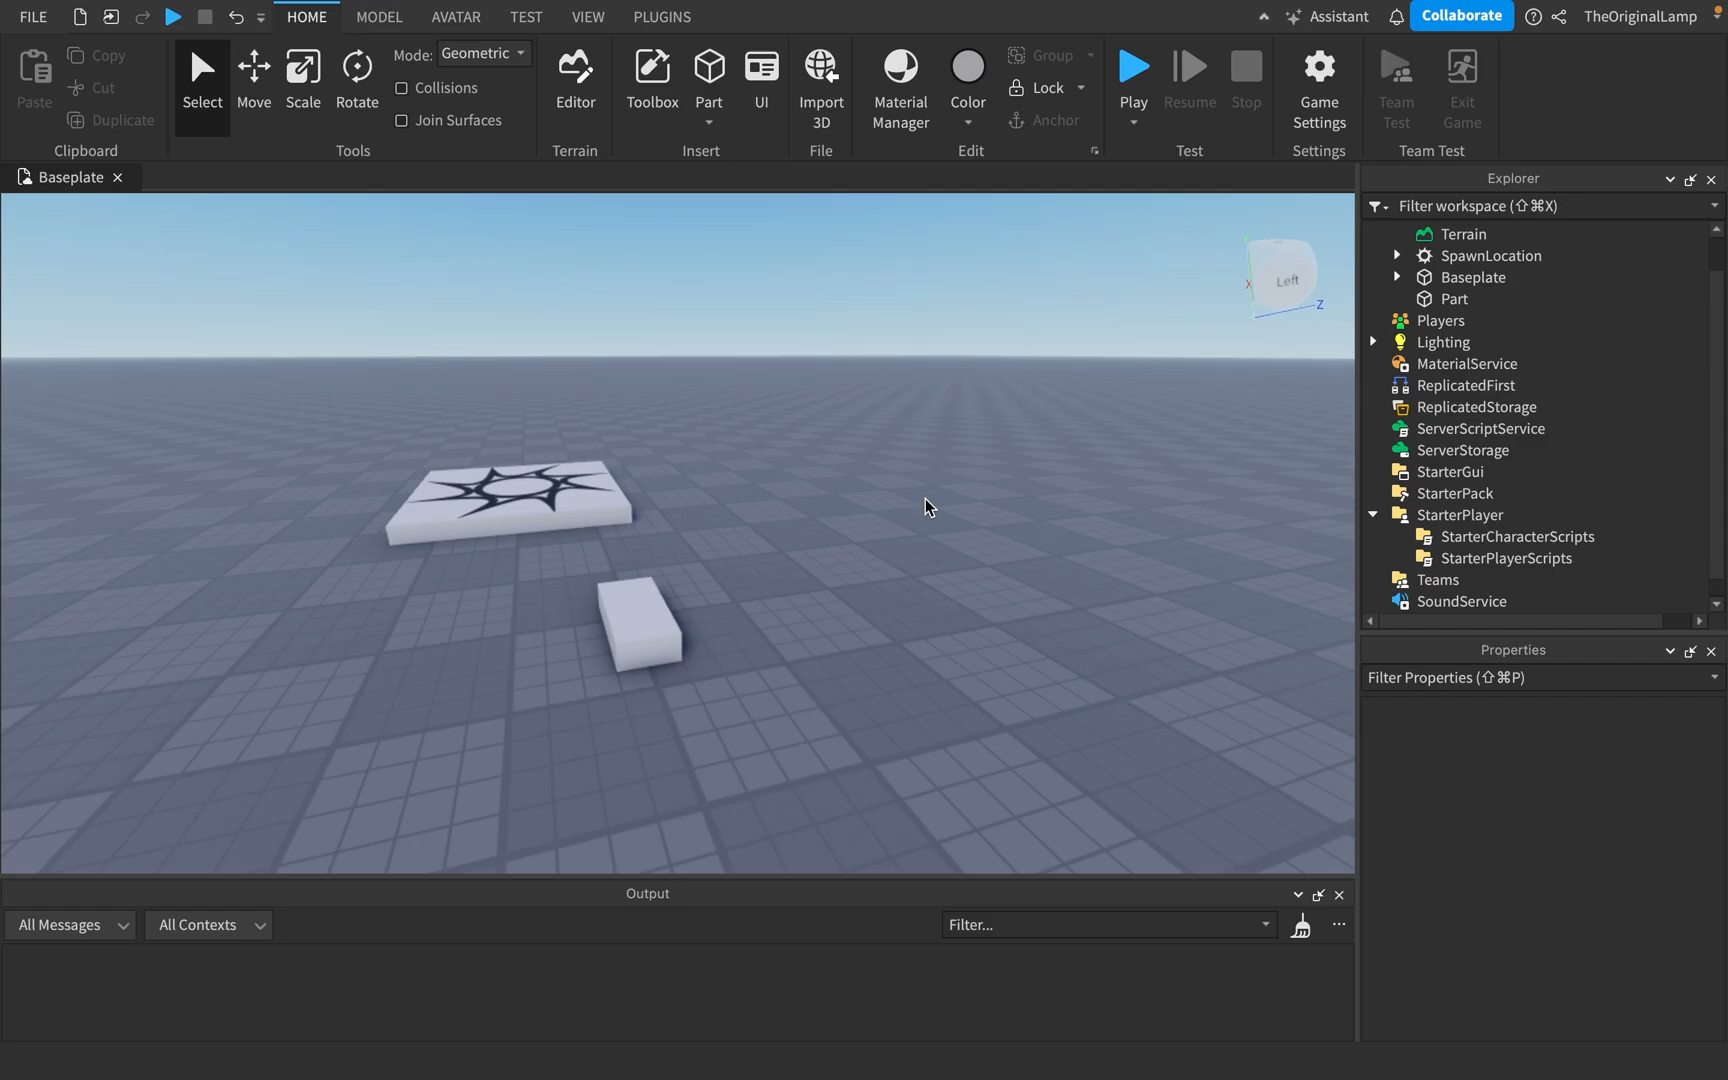 FILE HOME MODEL AVATAR TEST VIEW PLUGINS Assistant Collaborate TheOriginalLamp
Paste Copy Cut Duplicate Clipboard
Select Move Scale Rotate Mode: Geometric Collisions Join Surfaces Tools
Editor Terrain
Toolbox Part UI Insert
Import 3D File
Material Manager Color Group Lock Anchor Edit
Play Resume Stop Test
Game Settings Settings
Team Test Exit Game Team Test
Baseplate
Left
X
Y
Z
Explorer
Filter workspace (⇧⌘X)
Terrain
SpawnLocation
Baseplate
Part
Players
Lighting
MaterialService
ReplicatedFirst
ReplicatedStorage
ServerScriptService
ServerStorage
StarterGui
StarterPack
StarterPlayer
StarterCharacterScripts
StarterPlayerScripts
Teams
SoundService
Properties
Filter Properties (⇧⌘P)
Output
All Messages All Contexts Filter...